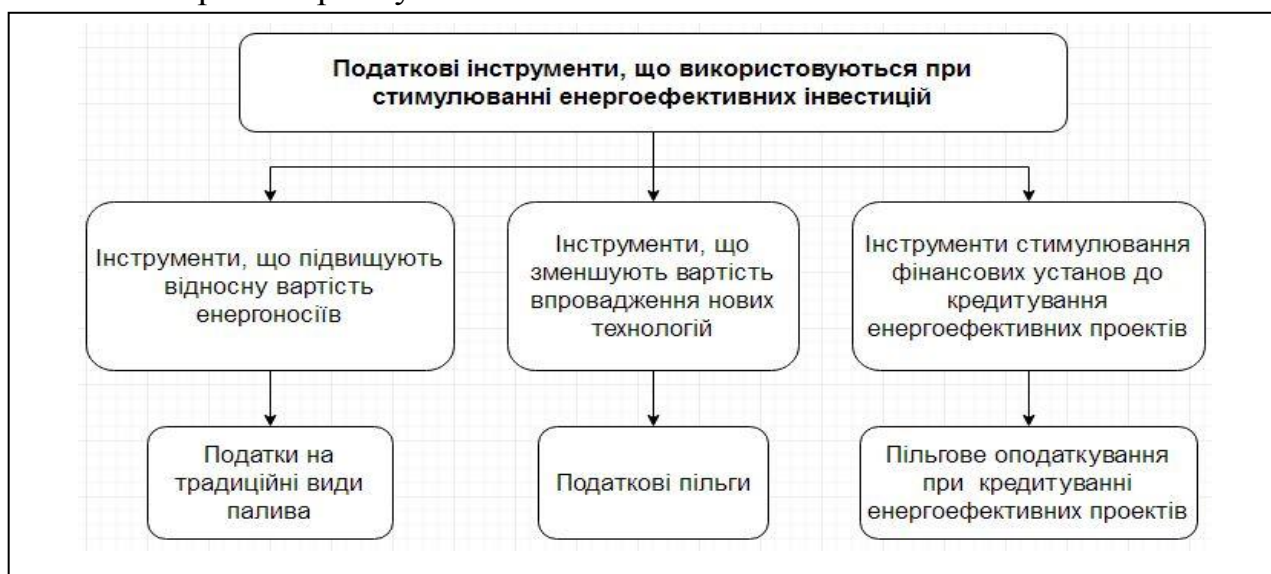 Податкові інструменти, що використовуються при
стимулюванні енергоефективних інвестицій
Інструменти, що підвищують
відносну вартість
енергоносіїв
Інструменти, що
зменшують вартість
впровадження нових
технологій
Інструменти стимулювання
фінансових установ до
кредитування
енергоефективних проектів
Податки на
традиційні види
палива
Податкові пільги
Пільгове оподаткування
при кредитуванні
енергоефективних проектів